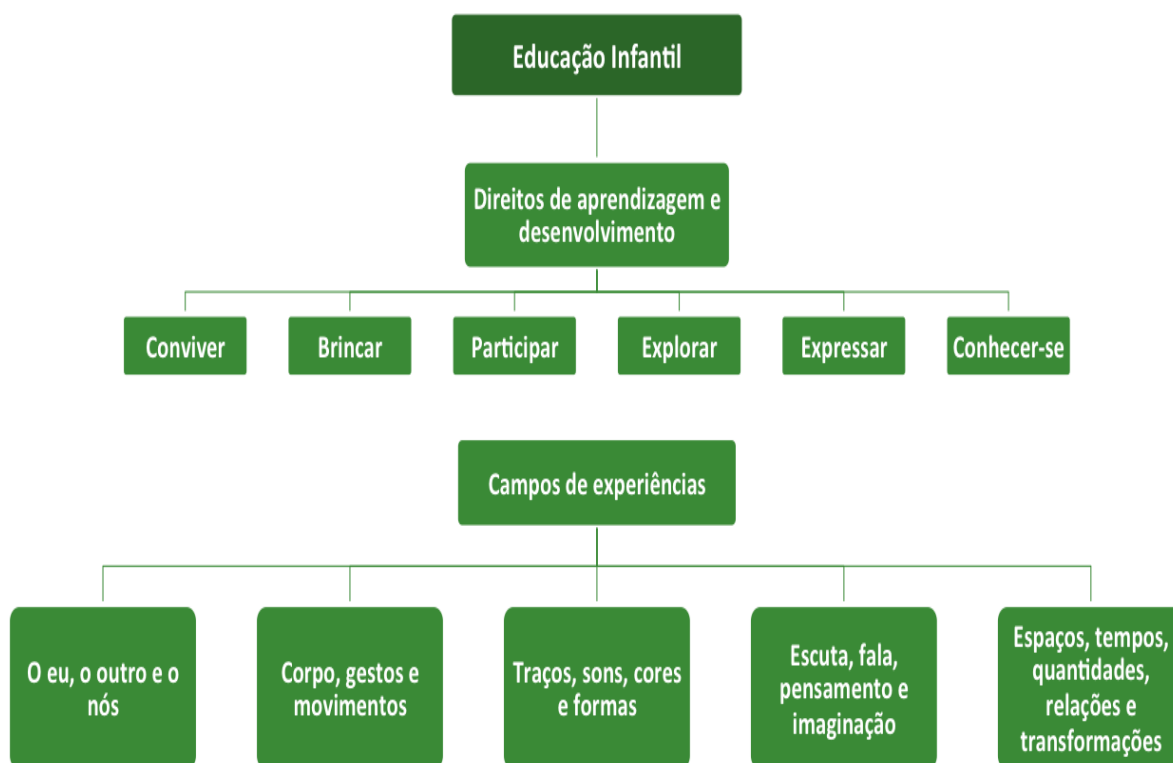 Educação Infantil
Direitos de aprendizagem e
desenvolvimento
Conviver
Brincar
Participar
Explorar
Expressar
Conhecer-se
Campos de experiências
O eu, o outro e o
nós
Corpo, gestos e
movimentos
Traços, sons, cores
e formas
Escuta, fala,
pensamento e
imaginação
Espaços, tempos,
quantidades,
relações e
transformações